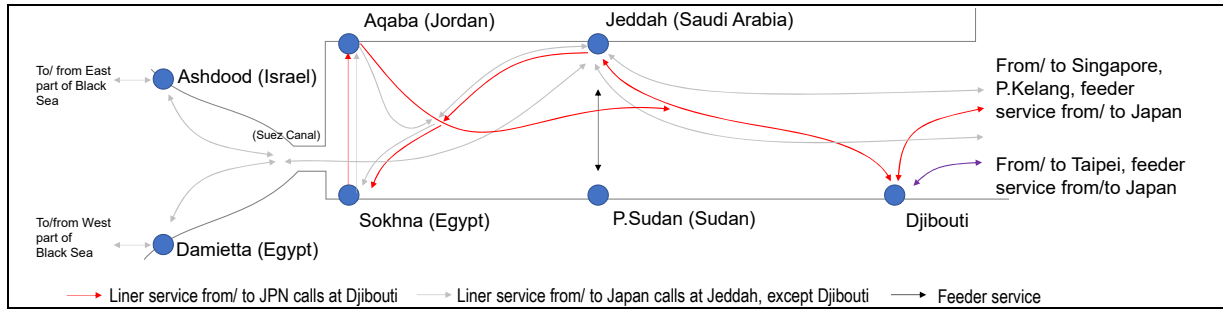 Aqaba (Jordan)
Jeddah (Saudi Arabia)
To/ from East
part of Black
Sea
Ashdood (Israel)
From/ to Singapore,
P.Kelang, feeder
service from/ to Japan
(Suez Canal)
From/ to Taipei, feeder
service from/to Japan
Sokhna (Egypt)
P.Sudan (Sudan)
Djibouti
To/from West
part of
Black Sea
Damietta (Egypt)
Liner service from/ to JPN calls at Djibouti
Liner service from/ to Japan calls at Jeddah, except Djibouti
Feeder service